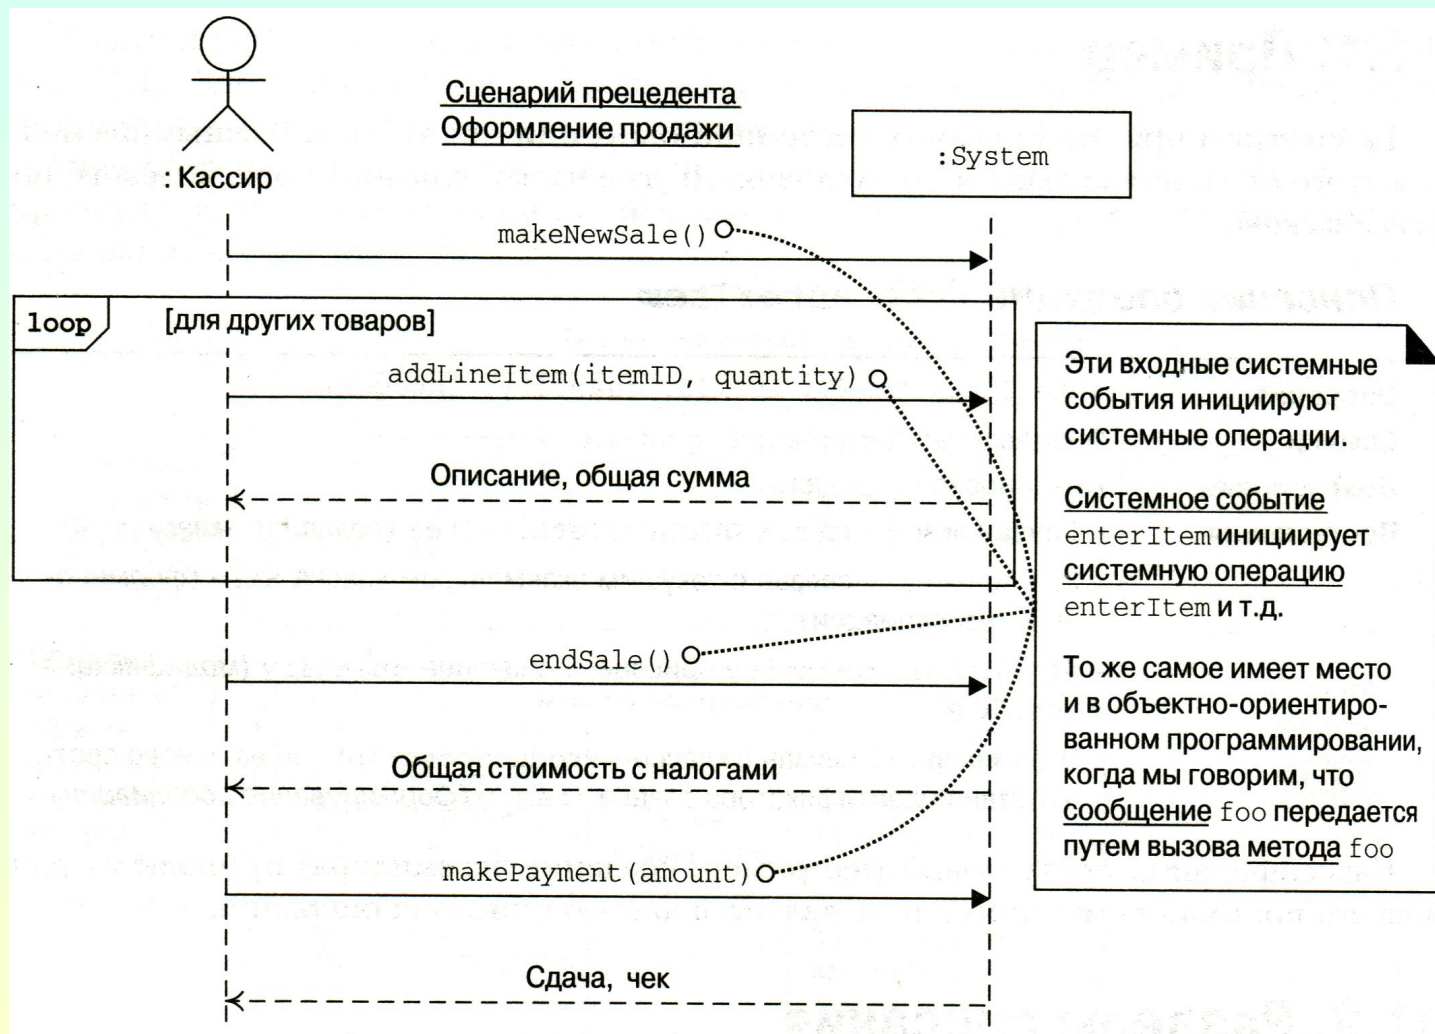 Сценарий прецедента
Оформление продажи
: Кассир
:System
makeNewSale()
loop
[для других товаров]
addLineItem(itemID, quantity)
Описание, общая сумма
endSale()
Общая стоимость с налогами
makePayment(amount)
Сдача, чек
Эти входные системные
события инициируют
системные операции.
Системное событие
enterItem инициирует
системную операцию
enterItem и т.д.
То же самое имеет место
и в объектно-ориентиро-
ванном программировании,
когда мы говорим, что
сообщение foo передается
путем вызова метода foo